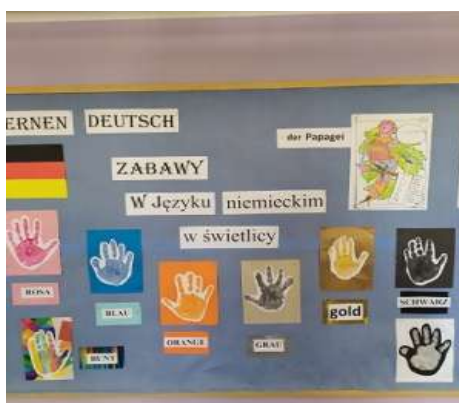 ERNEN DEUTSCH
der Papagei
ZABAWY
W Języku niemieckim
w świetlicy
ROSA
BLAU
ORANGE
GRAU
gold
SCHWARZ
BUNT